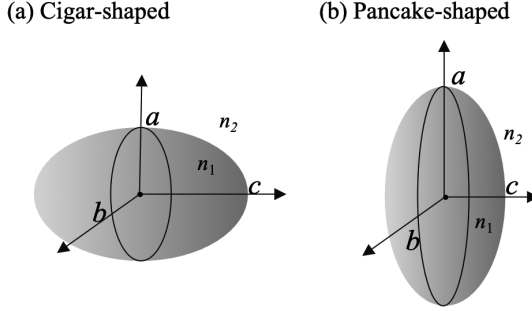 (a) Cigar-shaped
a
n₂
n₁
b
c
(b) Pancake-shaped
a
n₂
c
b
n₁